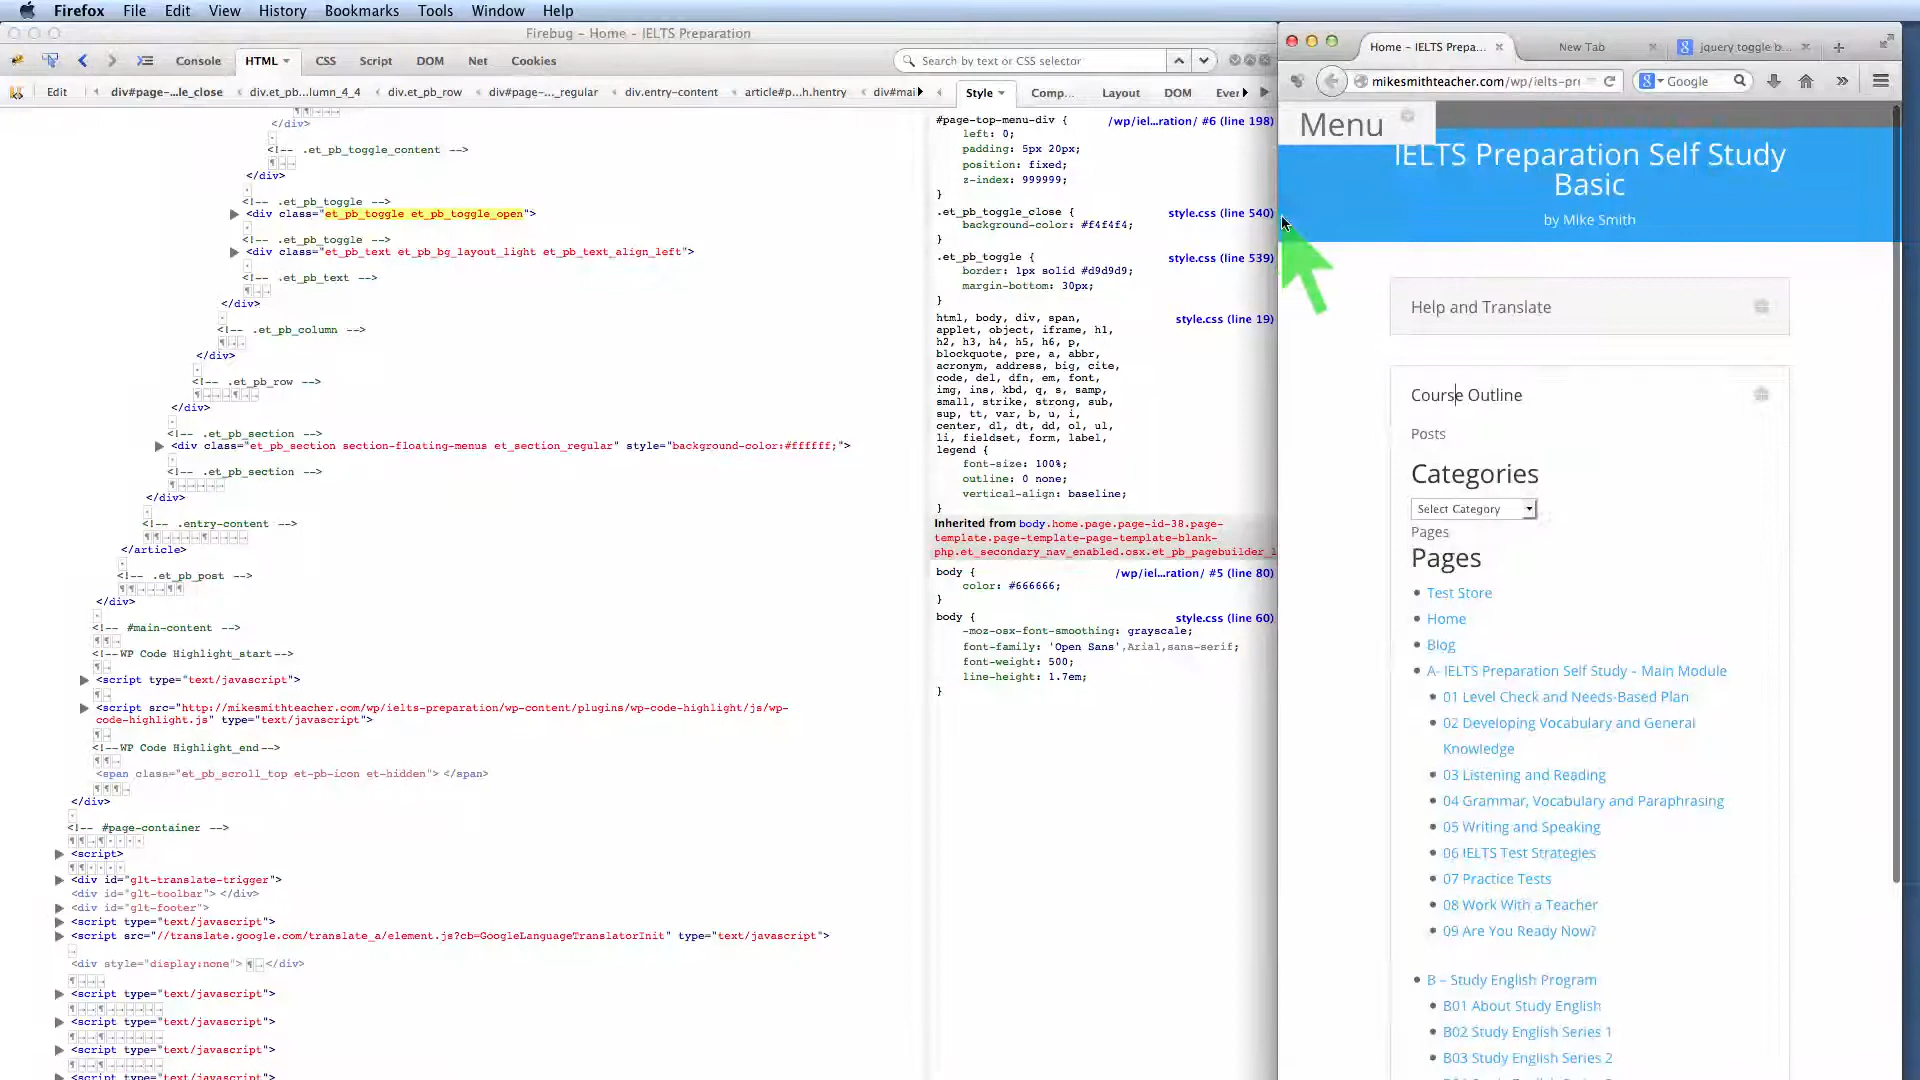 Firefox File Edit View History Bookmarks Tools Window Help
Firebug - Home - IELTS Preparation
Console HTML CSS Script DOM Net Cookies
Search by text or CSS selector
Edit div#page-...le_close div.et_pb...lumn_4_4 div.et_pb_row div#page-..._regular div.entry-content article#p...h.hentry div#mai
Style Comp... Layout DOM Ever
</div>
<!-- .et_pb_toggle_content -->
</div>
<!-- .et_pb_toggle -->
<div class="et_pb_toggle et_pb_toggle_open">
<!-- .et_pb_toggle -->
<div class="et_pb_text et_pb_bg_layout_light et_pb_text_align_left">
<!-- .et_pb_text -->
</div>
<!-- .et_pb_column -->
</div>
<!-- .et_pb_row -->
</div>
<!-- .et_pb_section -->
<div class="et_pb_section section-floating-menus et_section_regular" style="background-color:#ffffff;">
<!-- .et_pb_section -->
</div>
<!-- .entry-content -->
</article>
<!-- .et_pb_post -->
</div>
<!-- #main-content -->
<!--WP Code Highlight_start-->
<script type="text/javascript">
<script src="http://mikesmithteacher.com/wp/ielts-preparation/wp-content/plugins/wp-code-highlight/js/wp-
code-highlight.js" type="text/javascript">
<!--WP Code Highlight_end-->
<span class="et_pb_scroll_top et-pb-icon et-hidden"> </span>
</div>
<!-- #page-container -->
<script>
<div id="glt-translate-trigger">
<div id="glt-toolbar"> </div>
<div id="glt-footer">
<script type="text/javascript">
<script src="//translate.google.com/translate_a/element.js?cb=GoogleLanguageTranslatorInit" type="text/javascript">
<div style="display:none"> </div>
<script type="text/javascript">
<script type="text/javascript">
<script type="text/javascript">
<script type="text/javascript">
#page-top-menu-div { /wp/iel...ration/ #6 (line 198)
left: 0;
padding: 5px 20px;
position: fixed;
z-index: 999999;
}
.et_pb_toggle_close { style.css (line 540)
background-color: #f4f4f4;
}
.et_pb_toggle { style.css (line 539)
border: 1px solid #d9d9d9;
margin-bottom: 30px;
}
html, body, div, span, style.css (line 19)
applet, object, iframe, h1,
h2, h3, h4, h5, h6, p,
blockquote, pre, a, abbr,
acronym, address, big, cite,
code, del, dfn, em, font,
img, ins, kbd, q, s, samp,
small, strike, strong, sub,
sup, tt, var, b, u, i,
center, dl, dt, dd, ol, ul,
li, fieldset, form, label,
legend {
font-size: 100%;
outline: 0 none;
vertical-align: baseline;
}
Inherited from body.home.page.page-id-38.page-
template.page-template-page-template-blank-
php.et_secondary_nav_enabled.osx.et_pb_pagebuilder_l
body { /wp/iel...ration/ #5 (line 80)
color: #666666;
}
body { style.css (line 60)
-moz-osx-font-smoothing: grayscale;
font-family: 'Open Sans',Arial,sans-serif;
font-weight: 500;
line-height: 1.7em;
}
Home - IELTS Prepa... New Tab jquery toggle b...
mikesmithteacher.com/wp/ielts-pr Google
Menu
IELTS Preparation Self Study
Basic
by Mike Smith
Help and Translate
Course Outline
Posts
Categories
Select Category
Pages
Pages
Test Store
Home
Blog
A- IELTS Preparation Self Study – Main Module
01 Level Check and Needs-Based Plan
02 Developing Vocabulary and General
Knowledge
03 Listening and Reading
04 Grammar, Vocabulary and Paraphrasing
05 Writing and Speaking
06 IELTS Test Strategies
07 Practice Tests
08 Work With a Teacher
09 Are You Ready Now?
B – Study English Program
B01 About Study English
B02 Study English Series 1
B03 Study English Series 2